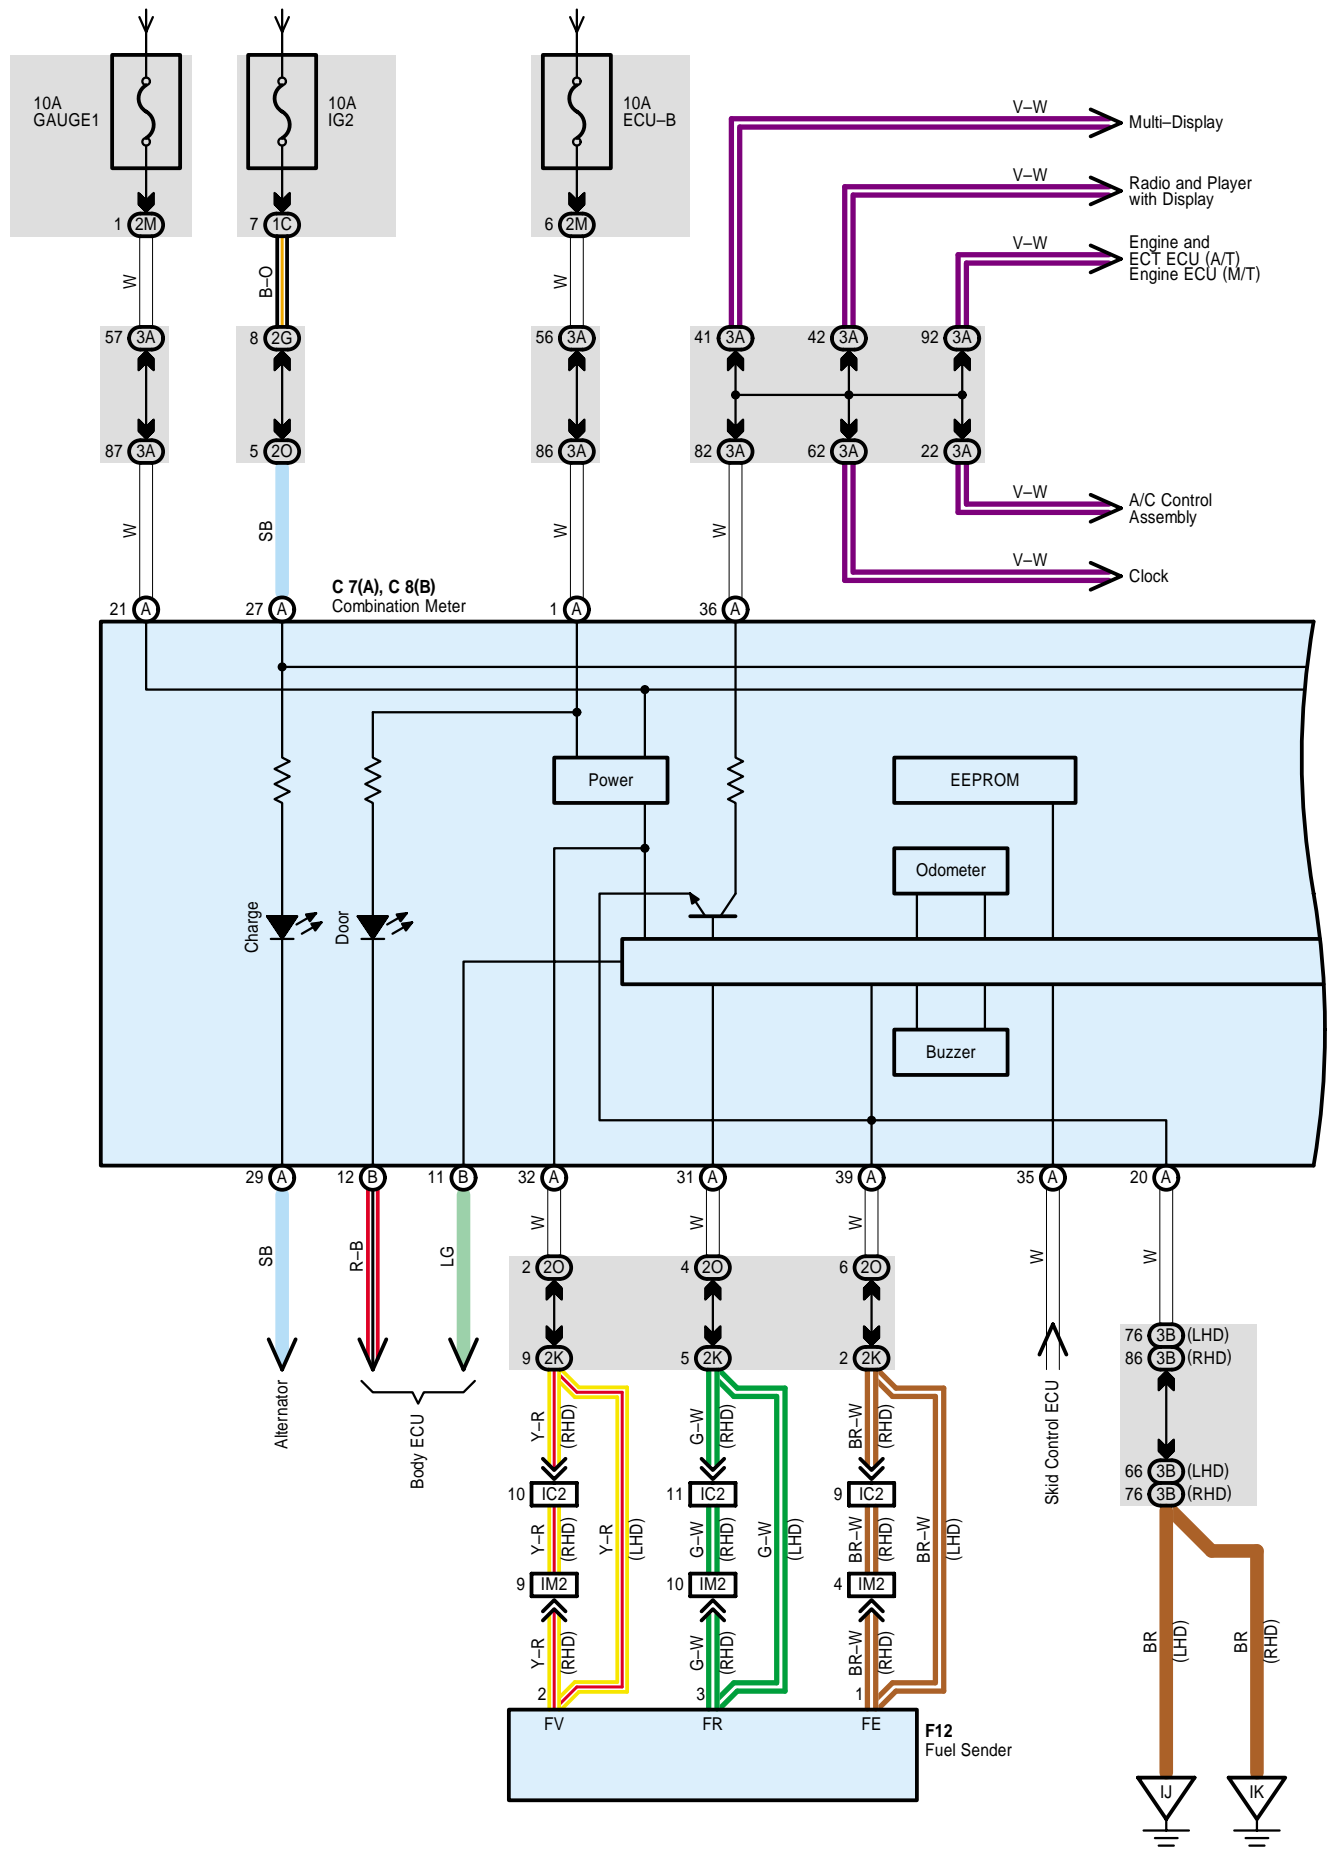 10A
GAUGE1
10A
IG2
10A
ECU–B
V–W
Multi–Display
V–W
Radio and Player
with Display
V–W
Engine and
ECT ECU (A/T)
Engine ECU (M/T)
1 2M
7 1C
6 2M
W
B–O
W
57 3A
8 2G
56 3A
41 3A
42 3A
92 3A
87 3A
5 2O
86 3A
82 3A
62 3A
22 3A
W
SB
W
W
V–W
A/C Control
Assembly
V–W
Clock
C 7(A), C 8(B)
Combination Meter
21 A
27 A
1 A
36 A
Power
EEPROM
Odometer
Charge
Door
Buzzer
29 A
12 B
11 B
32 A
31 A
39 A
35 A
20 A
SB
R–B
LG
W
W
W
W
W
2 2O
4 2O
6 2O
76 3B (LHD)
86 3B (RHD)
9 2K
5 2K
2 2K
Alternator
Body ECU
Skid Control ECU
Y–R
(RHD)
G–W
(RHD)
BR–W
(RHD)
66 3B (LHD)
76 3B (RHD)
10 IC2
11 IC2
9 IC2
Y–R
(RHD)
Y–R
(LHD)
G–W
(RHD)
G–W
(LHD)
BR–W
(RHD)
BR–W
(LHD)
9 IM2
10 IM2
4 IM2
Y–R
(RHD)
G–W
(RHD)
BR–W
(RHD)
BR
(LHD)
BR
(RHD)
2
3
1
FV
FR
FE
F12
Fuel Sender
IJ
IK